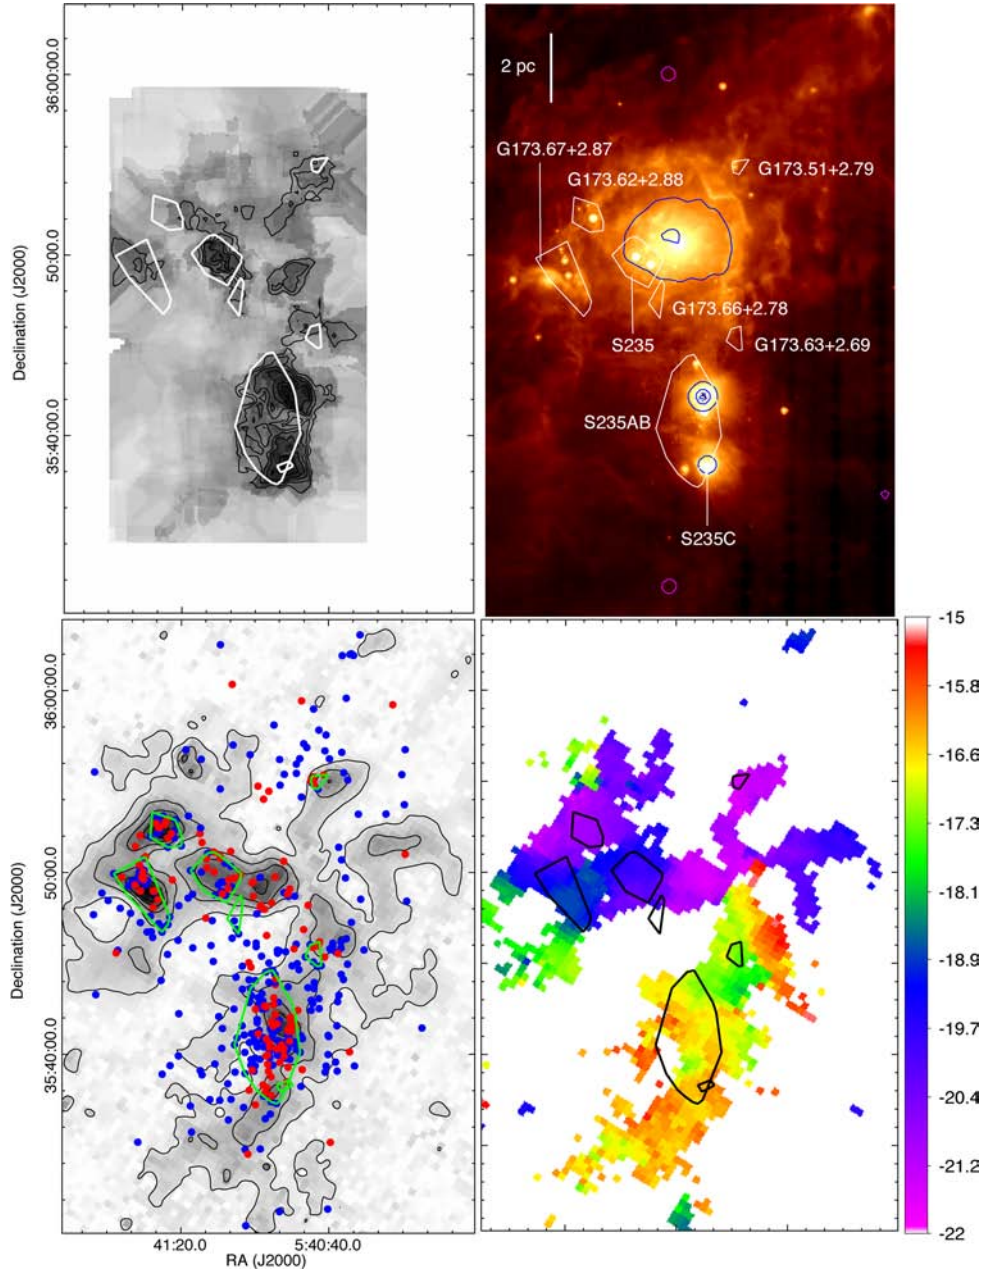 36:00:00.0
50:00.0
35:40:00.0
Declination (J2000)
2 pc
G173.67+2.87
G173.62+2.88
G173.51+2.79
G173.66+2.78
S235
G173.63+2.69
S235AB
S235C
36:00:00.0
50:00.0
35:40:00.0
Declination (J2000)
41:20.0
5:40:40.0
RA (J2000)
-15
-15.8
-16.6
-17.3
-18.1
-18.9
-19.7
-20.4
-21.2
-22